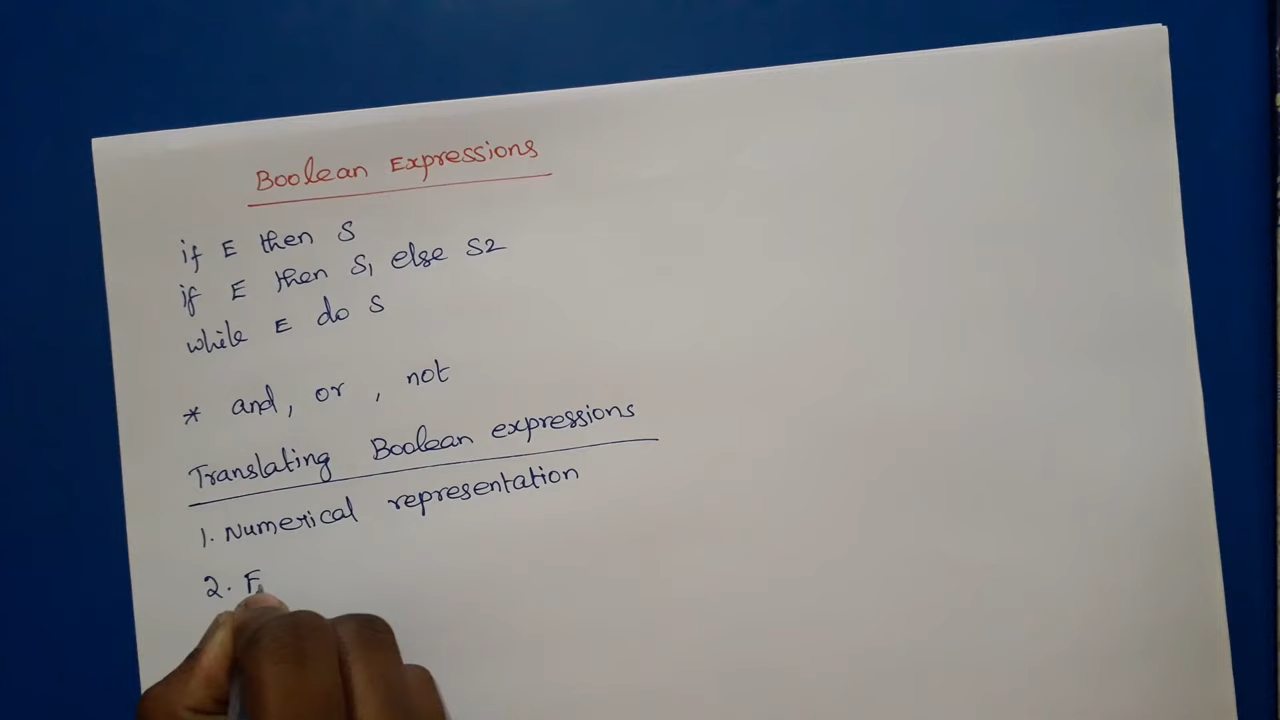 Boolean Expressions
if E then S
if E then S1 else S2
while E do S
* and, or, not
Translating Boolean expressions
1. Numerical representation
2. F